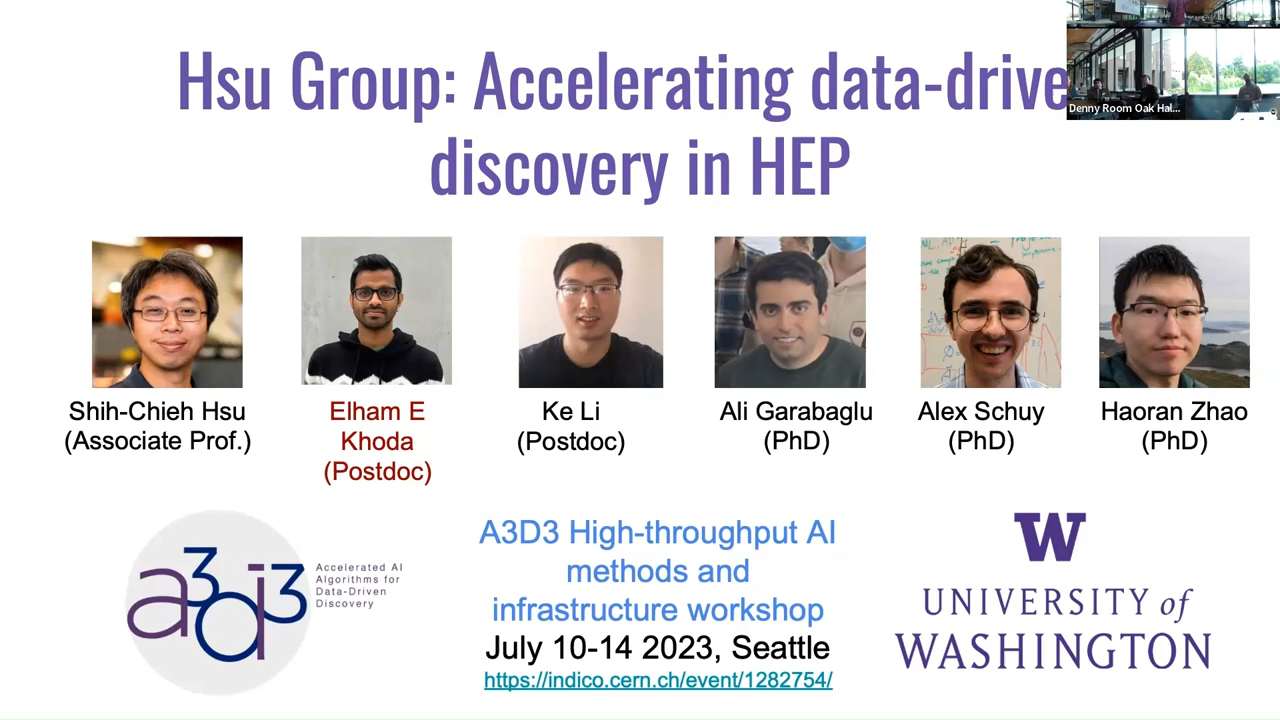 Hsu Group: Accelerating data-drive
discovery in HEP
Denny Room Oak Hal...
Shih-Chieh Hsu
(Associate Prof.)
Elham E
Khoda
(Postdoc)
Ke Li
(Postdoc)
Ali Garabaglu
(PhD)
Alex Schuy
(PhD)
Haoran Zhao
(PhD)
a3d3
Accelerated AI
Algorithms for
Data-Driven
Discovery
A3D3 High-throughput AI
methods and
infrastructure workshop
July 10-14 2023, Seattle
https://indico.cern.ch/event/1282754/
W
UNIVERSITY of
WASHINGTON